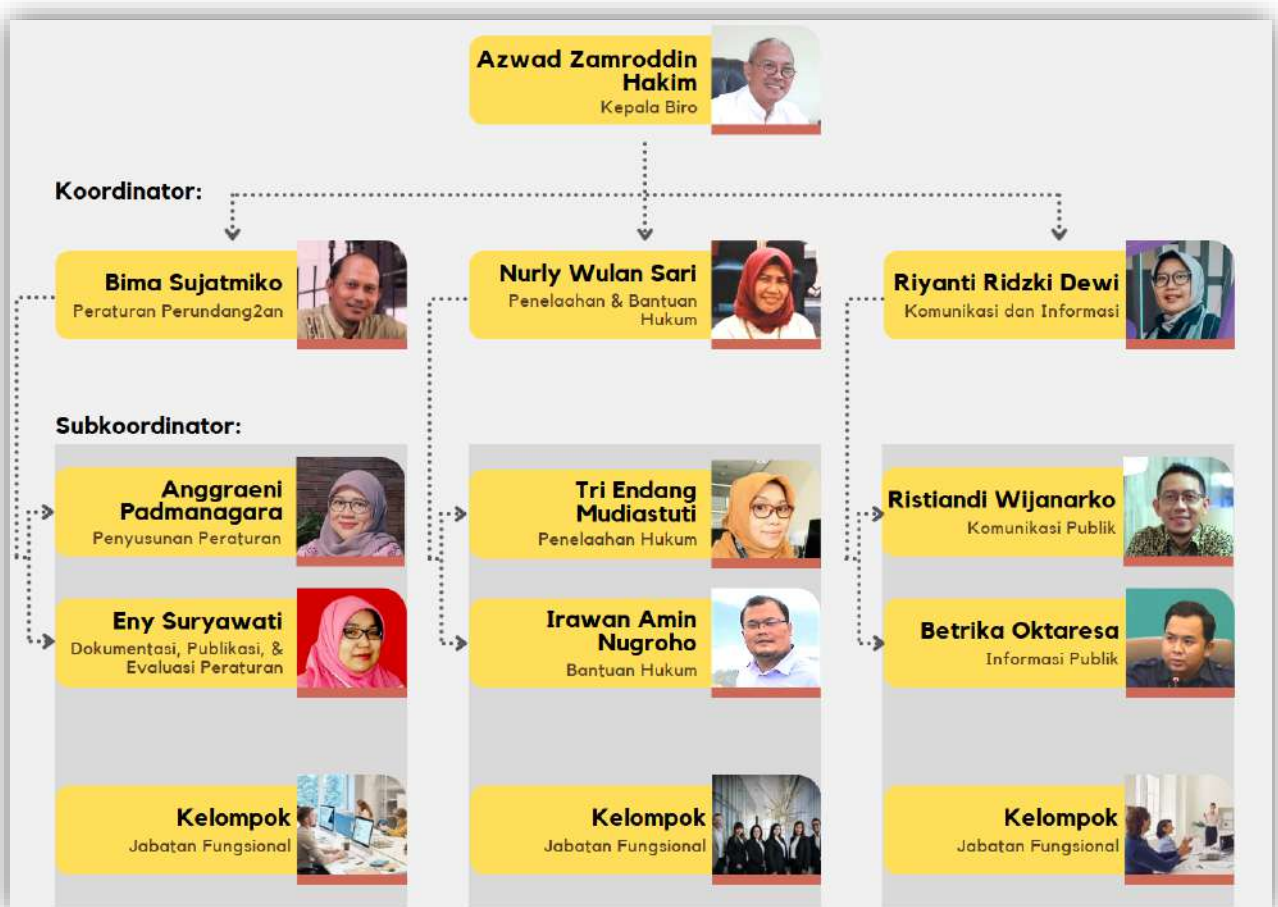 Azwad Zamroddin
Hakim
Kepala Biro
Koordinator:
Bima Sujatmiko
Peraturan Perundang2an
Nurly Wulan Sari
Penelaahan & Bantuan
Hukum
Riyanti Ridzki Dewi
Komunikasi dan Informasi
Subkoordinator:
Anggraeni
Padmanagara
Penyusunan Peraturan
Tri Endang
Mudiastuti
Penelaahan Hukum
Ristiandi Wijanarko
Komunikasi Publik
Eny Suryawati
Dokumentasi, Publikasi, &
Evaluasi Peraturan
Irawan Amin
Nugroho
Bantuan Hukum
Betrika Oktaresa
Informasi Publik
Kelompok
Jabatan Fungsional
Kelompok
Jabatan Fungsional
Kelompok
Jabatan Fungsional